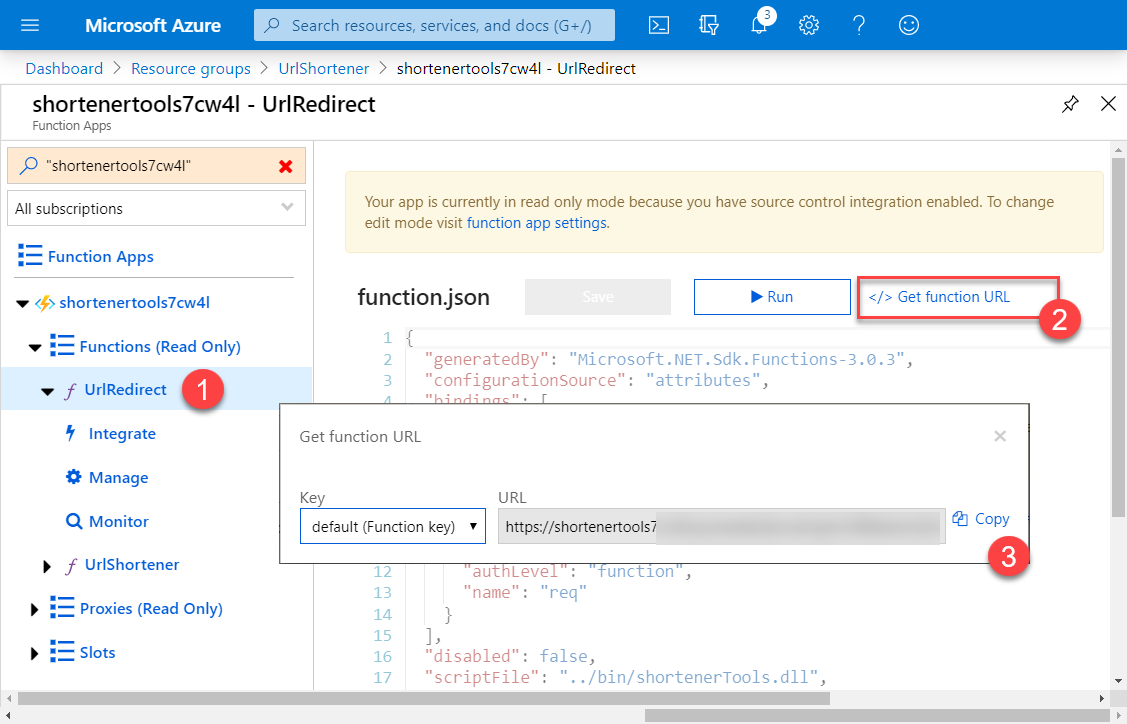 Microsoft Azure
Search resources, services, and docs (G+/)
3
Dashboard > Resource groups > UrlShortener > shortenertools7cw4l - UrlRedirect
shortenertools7cw4l - UrlRedirect
Function Apps
"shortenertools7cw4l"
All subscriptions
Function Apps
shortenertools7cw4l
Functions (Read Only)
UrlRedirect
1
Integrate
Manage
Monitor
UrlShortener
Proxies (Read Only)
Slots
Your app is currently in read only mode because you have source control integration enabled. To change
edit mode visit function app settings.
function.json
Save
Run
</> Get function URL
2
1 {
2 "generatedBy": "Microsoft.NET.Sdk.Functions-3.0.3",
3 "configurationSource": "attributes",
4 "bindings": [
Get function URL
Key
URL
default (Function key)
https://shortenertools7
Copy
3
12 "authLevel": "function",
13 "name": "req"
14 }
15 ],
16 "disabled": false,
17 "scriptFile": "../bin/shortenerTools.dll",